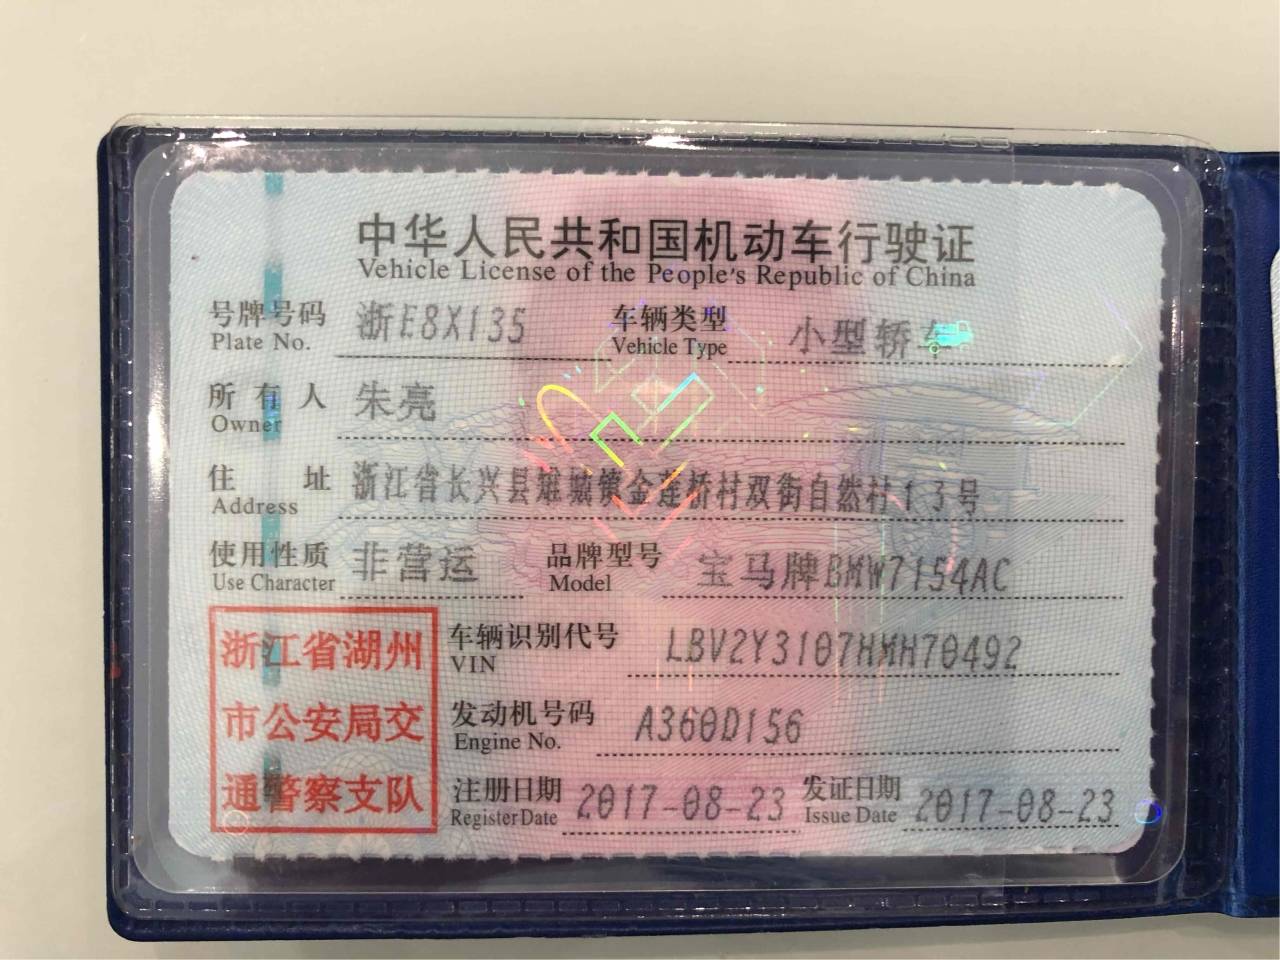 中华人民共和国机动车行驶证
Vehicle License of the People's Republic of China
号牌号码 浙E8X135 车辆类型 小型轿车
Plate No. Vehicle Type
所有人 朱亮
Owner
住址 浙江省长兴县雉城镇金莲桥村双街自然村13号
Address
使用性质 非营运 品牌型号 宝马牌BMW7154AC
Use Character Model
浙江省湖州
市公安局交
通警察支队
车辆识别代号 LBV2Y3107HMH70492
VIN
发动机号码 A360D156
Engine No.
注册日期 2017-08-23 发证日期 2017-08-23
Register Date Issue Date